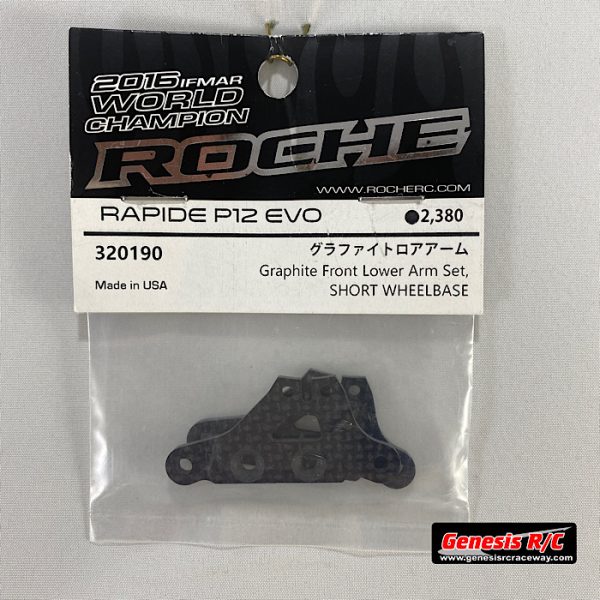 2016 IFMAR
WORLD
CHAMPION
ROCHE
WWW.ROCHERC.COM
RAPIDE P12 EVO ●2,380
320190 グラファイトロアアーム
Graphite Front Lower Arm Set,
Made in USA SHORT WHEELBASE
Genesis R/C
www.genesisrcraceway.com